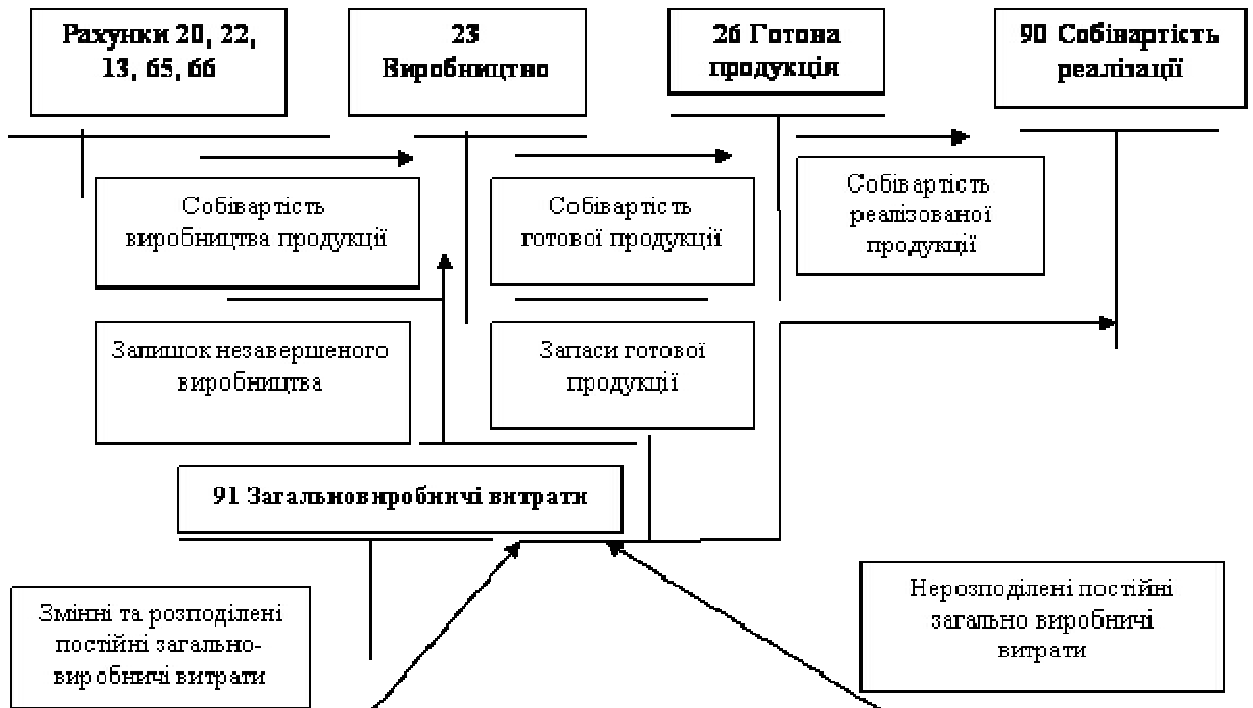 Рахунки 20, 22,
13, 65, 66
23
Виробництво
26 Готова
продукція
90 Собівартість
реалізації
Собівартість
виробництва продукції
Собівартість
готової продукції
Собівартість
реалізованої
продукції
Залишок незавершеного
виробництва
Запаси готової
продукції
91 Загальновиробничі витрати
Змінні та розподілені
постійні загально-
виробничі витрати
Нерозподілені постійні
загально виробничі
витрати